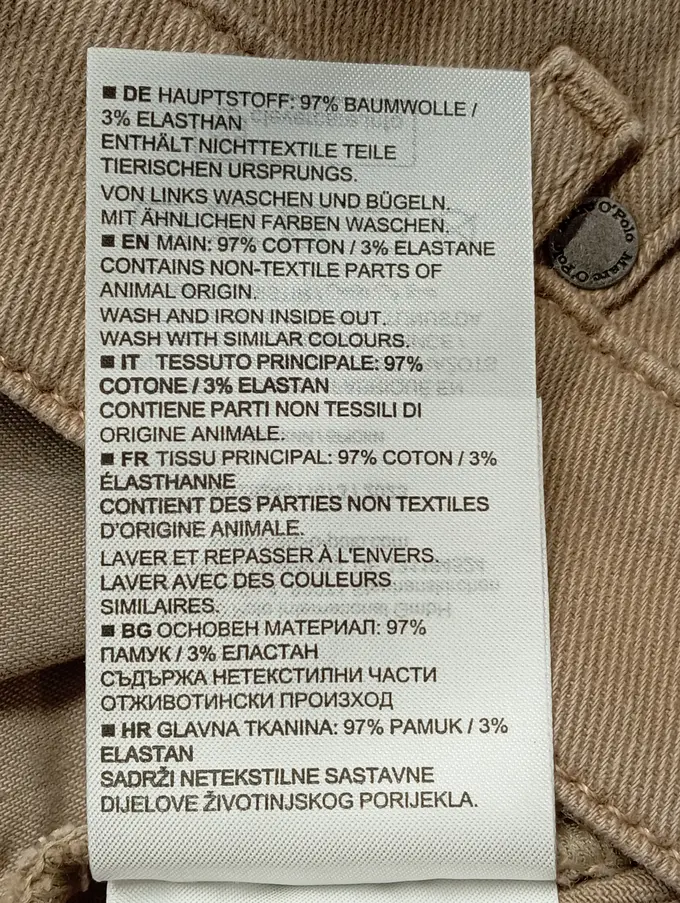 ■ DE HAUPTSTOFF: 97% BAUMWOLLE /
3% ELASTHAN
ENTHÄLT NICHTTEXTILE TEILE
TIERISCHEN URSPRUNGS.
VON LINKS WASCHEN UND BÜGELN.
MIT ÄHNLICHEN FARBEN WASCHEN.
■ EN MAIN: 97% COTTON / 3% ELASTANE
CONTAINS NON-TEXTILE PARTS OF
ANIMAL ORIGIN.
WASH AND IRON INSIDE OUT.
WASH WITH SIMILAR COLOURS.
■ IT TESSUTO PRINCIPALE: 97%
COTONE / 3% ELASTAN
CONTIENE PARTI NON TESSILI DI
ORIGINE ANIMALE.
■ FR TISSU PRINCIPAL: 97% COTON / 3%
ÉLASTHANNE
CONTIENT DES PARTIES NON TEXTILES
D'ORIGINE ANIMALE.
LAVER ET REPASSER À L'ENVERS.
LAVER AVEC DES COULEURS
SIMILAIRES.
■ BG ОСНОВЕН МАТЕРИАЛ: 97%
ПАМУК / 3% ЕЛАСТАН
СЪДЪРЖА НЕТЕКСТИЛНИ ЧАСТИ
ОТЖИВОТИНСКИ ПРОИЗХОД
■ HR GLAVNA TKANINA: 97% PAMUK / 3%
ELASTAN
SADRŽI NETEKSTILNE SASTAVNE
DIJELOVE ŽIVOTINJSKOG PORIJEKLA.
Marc O'Polo